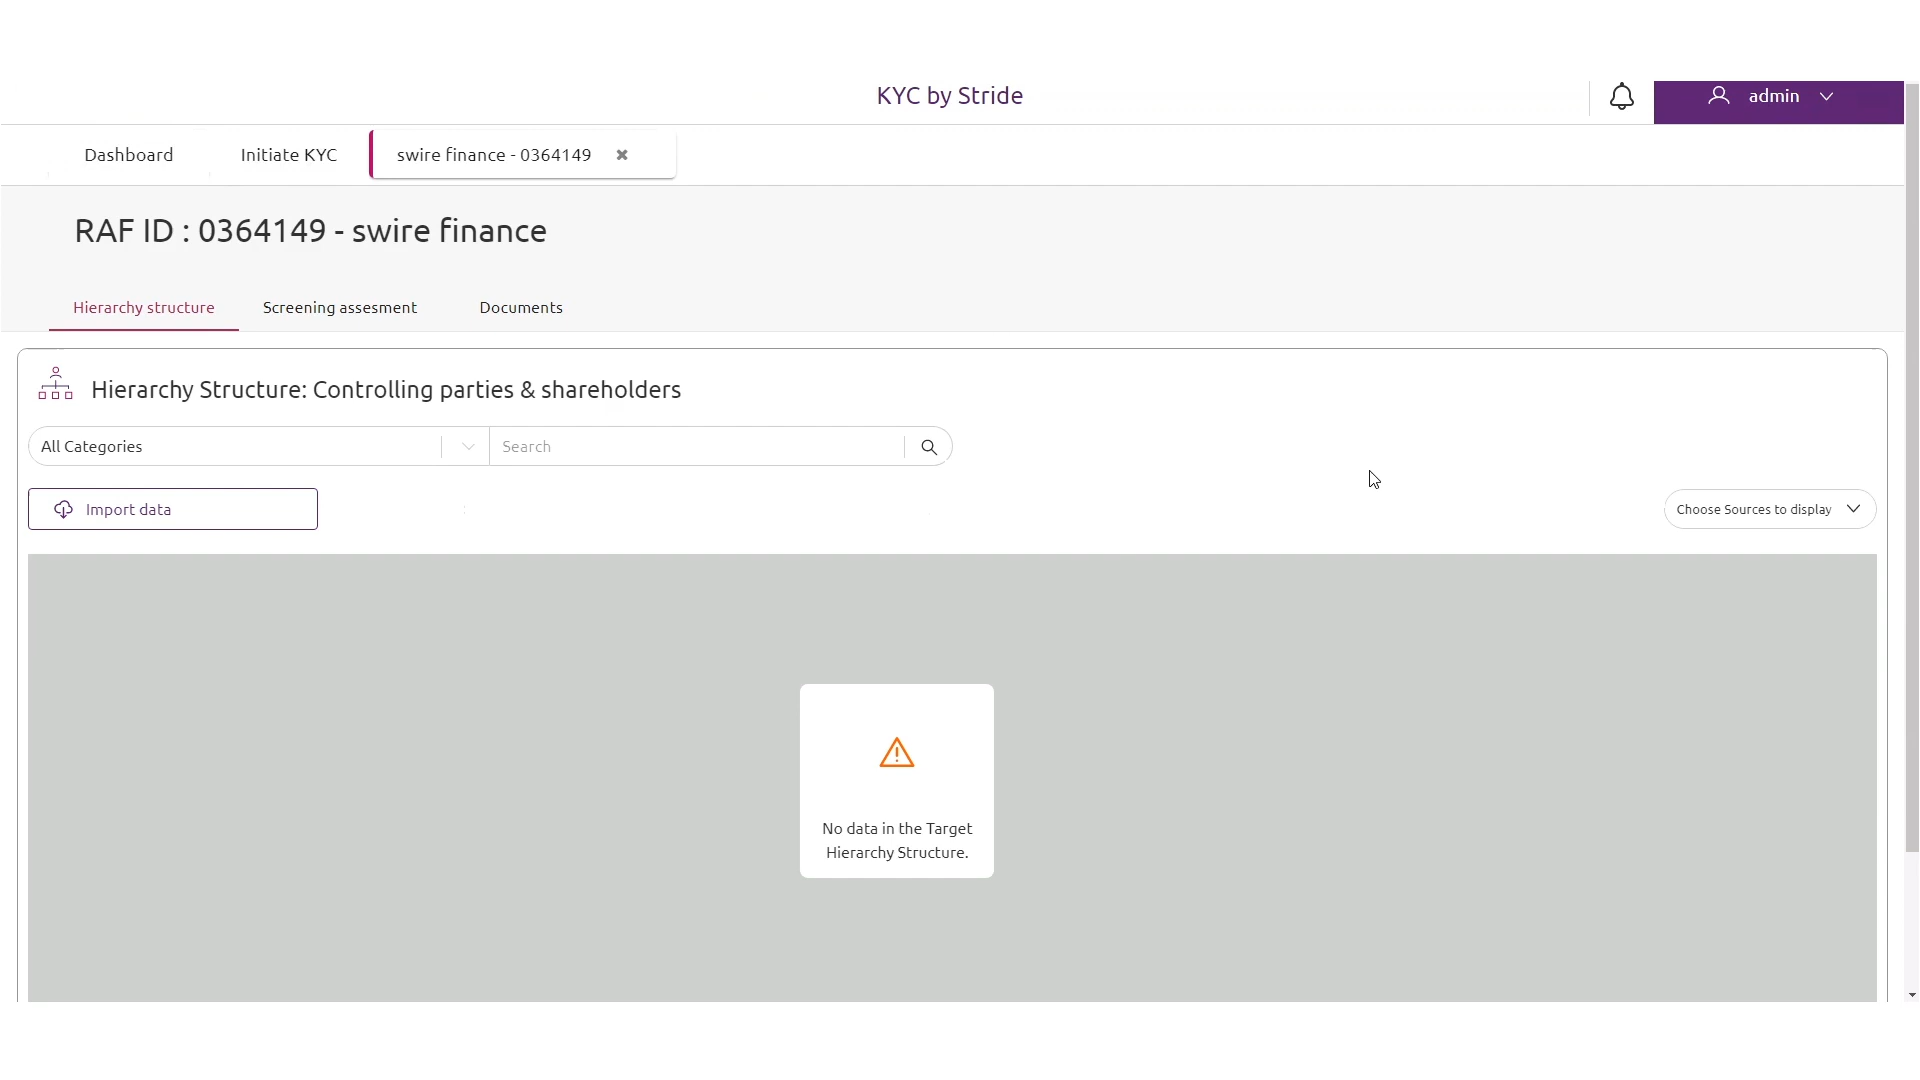 KYC by Stride
admin
Dashboard
Initiate KYC
swire finance - 0364149
RAF ID : 0364149 - swire finance
Hierarchy structure
Screening assesment
Documents
Hierarchy Structure: Controlling parties & shareholders
All Categories
Search
Import data
Choose Sources to display
No data in the Target
Hierarchy Structure.